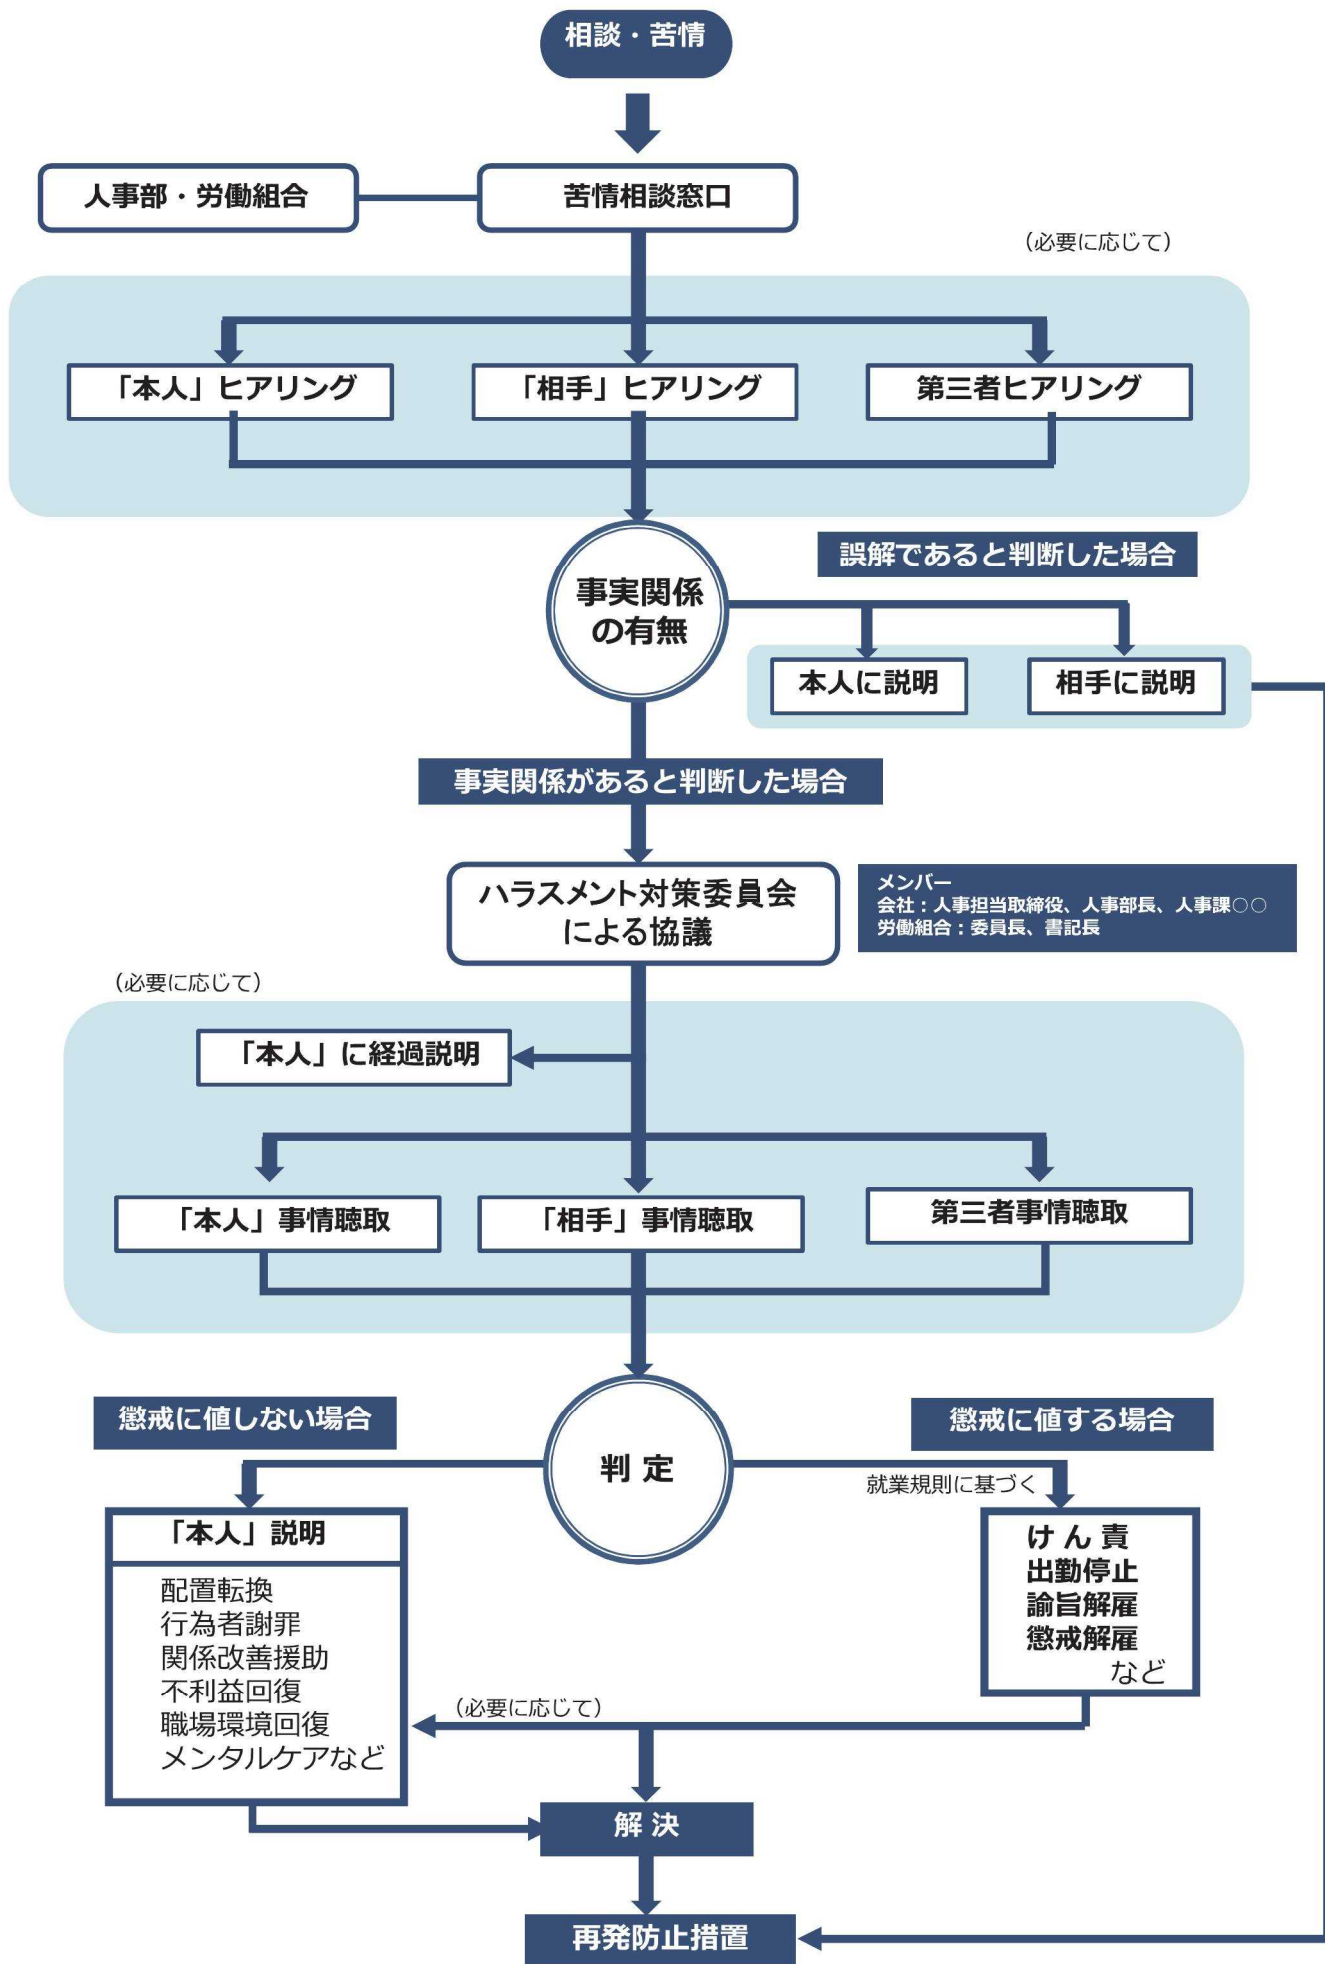 相談・苦情
人事部・労働組合
苦情相談窓口
（必要に応じて）
「本人」ヒアリング
「相手」ヒアリング
第三者ヒアリング
事実関係
の有無
誤解であると判断した場合
本人に説明
相手に説明
事実関係があると判断した場合
ハラスメント対策委員会
による協議
メンバー
会社：人事担当取締役、人事部長、人事課○○
労働組合：委員長、書記長
（必要に応じて）
「本人」に経過説明
「本人」事情聴取
「相手」事情聴取
第三者事情聴取
判 定
懲戒に値しない場合
懲戒に値する場合
就業規則に基づく
「本人」説明
配置転換
行為者謝罪
関係改善援助
不利益回復
職場環境回復
メンタルケアなど
け ん 責
出勤停止
諭旨解雇
懲戒解雇
など
（必要に応じて）
解 決
再発防止措置